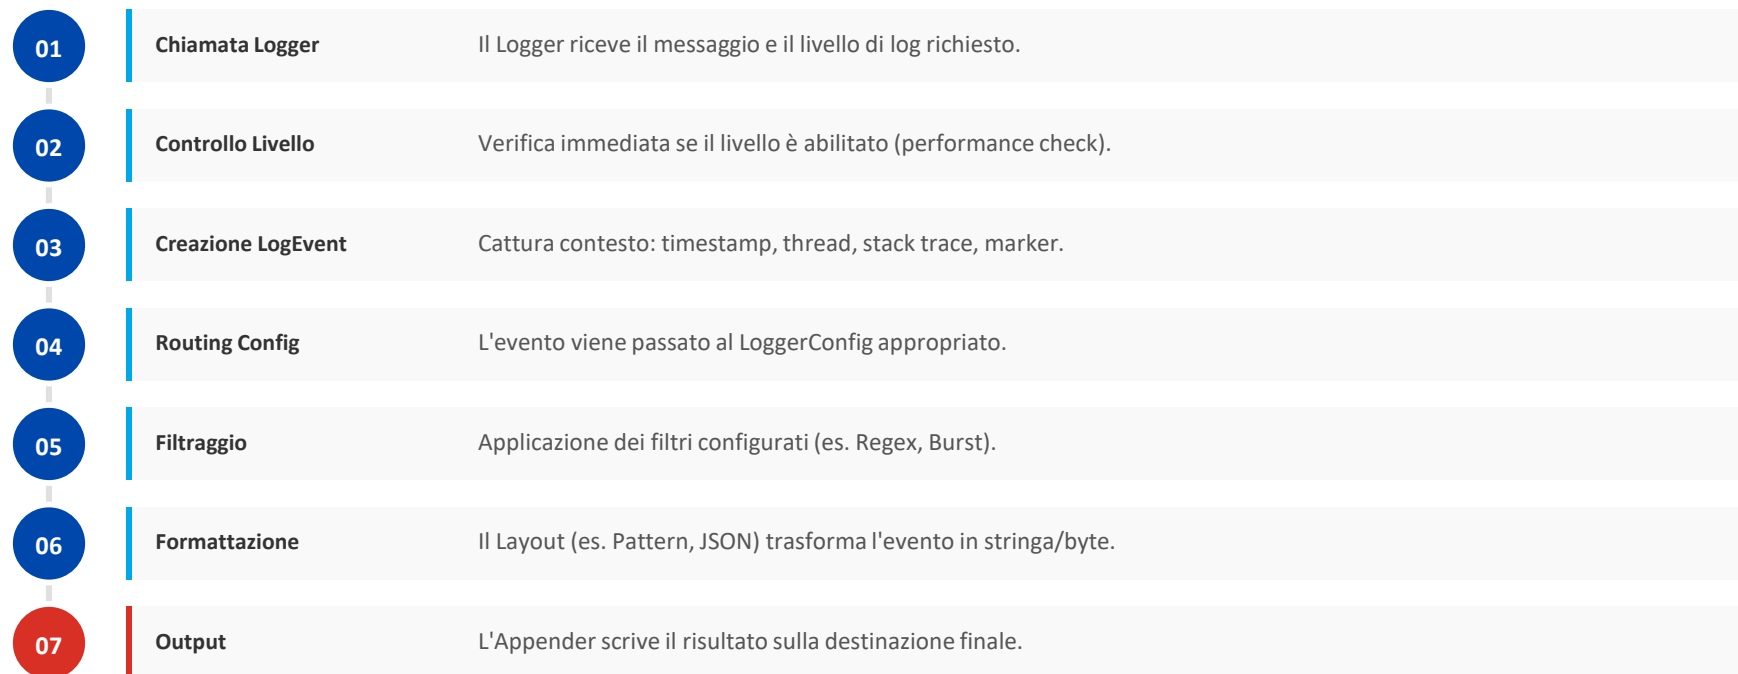 01
Chiamata Logger
Il Logger riceve il messaggio e il livello di log richiesto.
02
Controllo Livello
Verifica immediata se il livello è abilitato (performance check).
03
Creazione LogEvent
Cattura contesto: timestamp, thread, stack trace, marker.
04
Routing Config
L'evento viene passato al LoggerConfig appropriato.
05
Filtraggio
Applicazione dei filtri configurati (es. Regex, Burst).
06
Formattazione
Il Layout (es. Pattern, JSON) trasforma l'evento in stringa/byte.
07
Output
L'Appender scrive il risultato sulla destinazione finale.